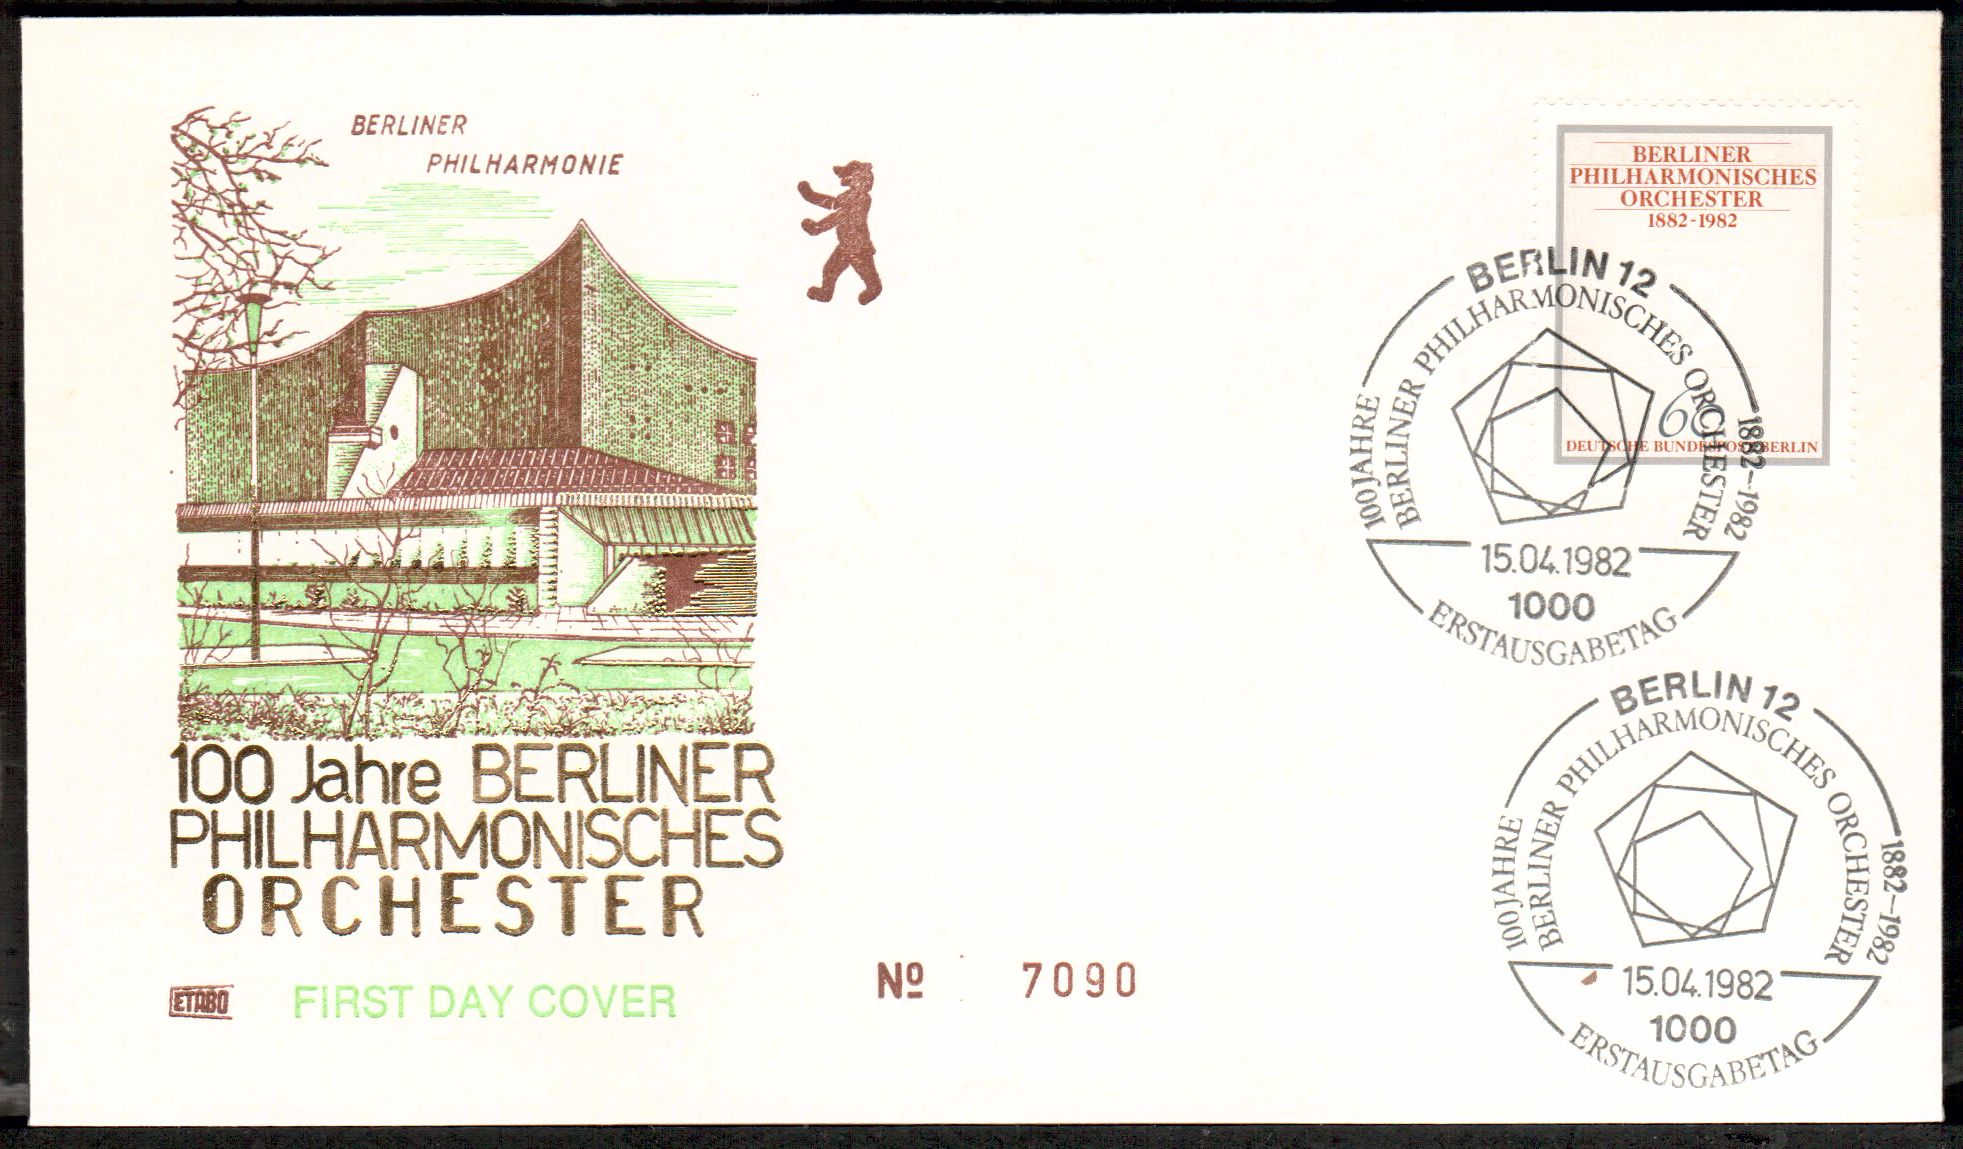 BERLINER
PHILHARMONIE
100 Jahre BERLINER
PHILHARMONISCHES
ORCHESTER
ETABO
FIRST DAY COVER
Nº 7090
BERLINER
PHILHARMONISCHES
ORCHESTER
1882-1982
60
DEUTSCHE BUNDESPOST BERLIN
BERLIN 12
100 JAHRE
BERLINER PHILHARMONISCHES ORCHESTER
1882-1982
15.04.1982
1000
ERSTAUSGABETAG
BERLIN 12
100 JAHRE
BERLINER PHILHARMONISCHES ORCHESTER
1882-1982
15.04.1982
1000
ERSTAUSGABETAG